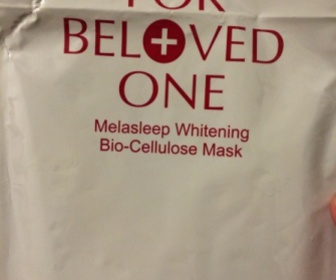 FOR
BELOVED
ONE
Melasleep Whitening
Bio-Cellulose Mask